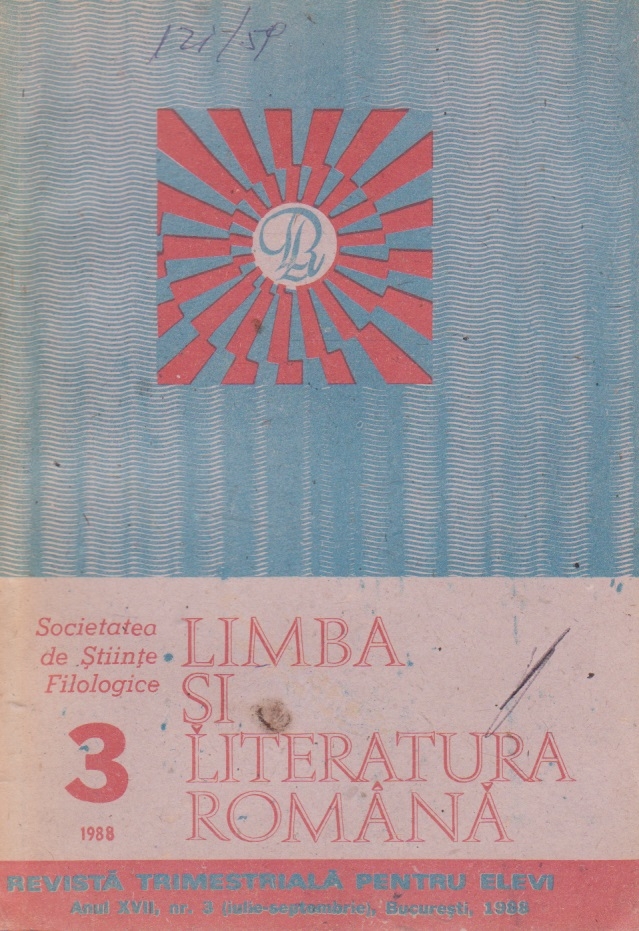 121/59
Societatea
de Științe
Filologice
3
1988
LIMBA
ȘI
LITERATURA
ROMÂNĂ
REVISTĂ TRIMESTRIALĂ PENTRU ELEVI
Anul XVII, nr. 3 (iulie-septembrie), București, 1988